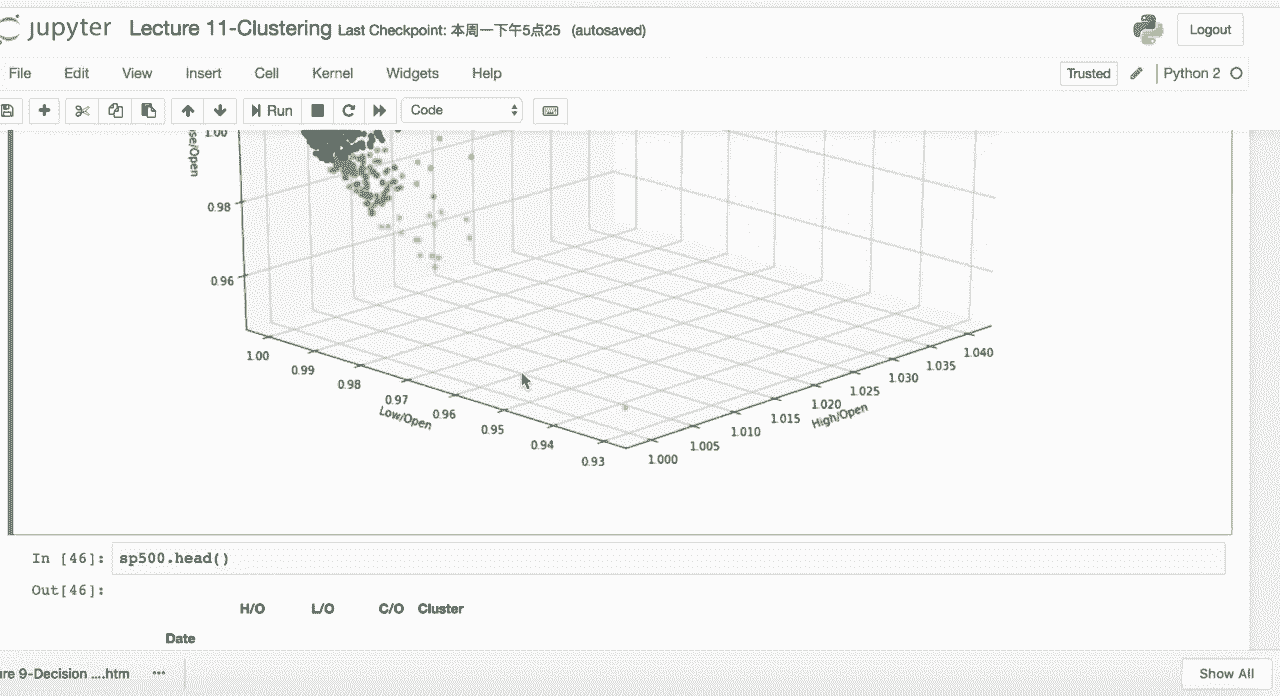 jupyter Lecture 11-Clustering Last Checkpoint: 本周一下午5点25 (autosaved) Logout
File Edit View Insert Cell Kernel Widgets Help Trusted Python 2
Run Code
1.00
se/Open
0.98
0.96
1.00
0.99
0.98
0.97
0.96
0.95
0.94
0.93
Low/Open
1.000
1.005
1.010
1.015
1.020
1.025
1.030
1.035
1.040
High/Open
In [46]: sp500.head()
Out[46]:
H/O L/O C/O Cluster
Date
ure 9-Decision ....htm ... Show All